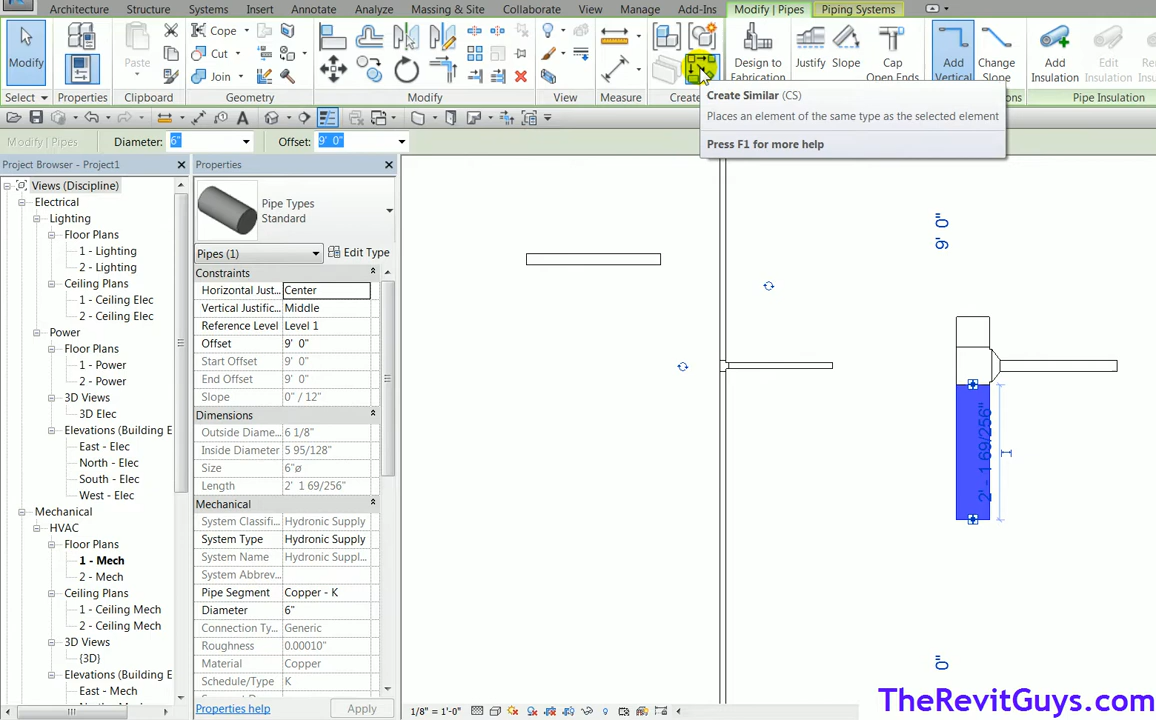 Architecture Structure Systems Insert Annotate Analyze Massing & Site Collaborate View Manage Add-Ins Modify | Pipes Piping Systems
Modify Paste Cope Cut Join Design to Fabrication Justify Slope Cap Open Ends Add Vertical Change Slope Add Insulation Edit Insulation
Select Properties Clipboard Geometry Modify View Measure Create Pipe Insulation
Create Similar (CS)
Places an element of the same type as the selected element
Press F1 for more help
Modify | Pipes Diameter: 6" Offset: 9' 0"
Project Browser - Project1
Views (Discipline)
Electrical
Lighting
Floor Plans
1 - Lighting
2 - Lighting
Ceiling Plans
1 - Ceiling Elec
2 - Ceiling Elec
Power
Floor Plans
1 - Power
2 - Power
3D Views
3D Elec
Elevations (Building E
East - Elec
North - Elec
South - Elec
West - Elec
Mechanical
HVAC
Floor Plans
1 - Mech
2 - Mech
Ceiling Plans
1 - Ceiling Mech
2 - Ceiling Mech
3D Views
{3D}
Elevations (Building E
East - Mech
Properties
Pipe Types
Standard
Pipes (1) Edit Type
Constraints
Horizontal Just... Center
Vertical Justific... Middle
Reference Level Level 1
Offset 9' 0"
Start Offset 9' 0"
End Offset 9' 0"
Slope 0" / 12"
Dimensions
Outside Diame... 6 1/8"
Inside Diameter 5 95/128"
Size 6"ø
Length 2' 1 69/256"
Mechanical
System Classifi... Hydronic Supply
System Type Hydronic Supply
System Name Hydronic Suppl...
System Abbrev...
Pipe Segment Copper - K
Diameter 6"
Connection Ty... Generic
Roughness 0.00010"
Material Copper
Schedule/Type K
Properties help Apply
9' 0"
2' - 1 69/256"
0"
1/8" = 1'-0"
TheRevitGuys.com